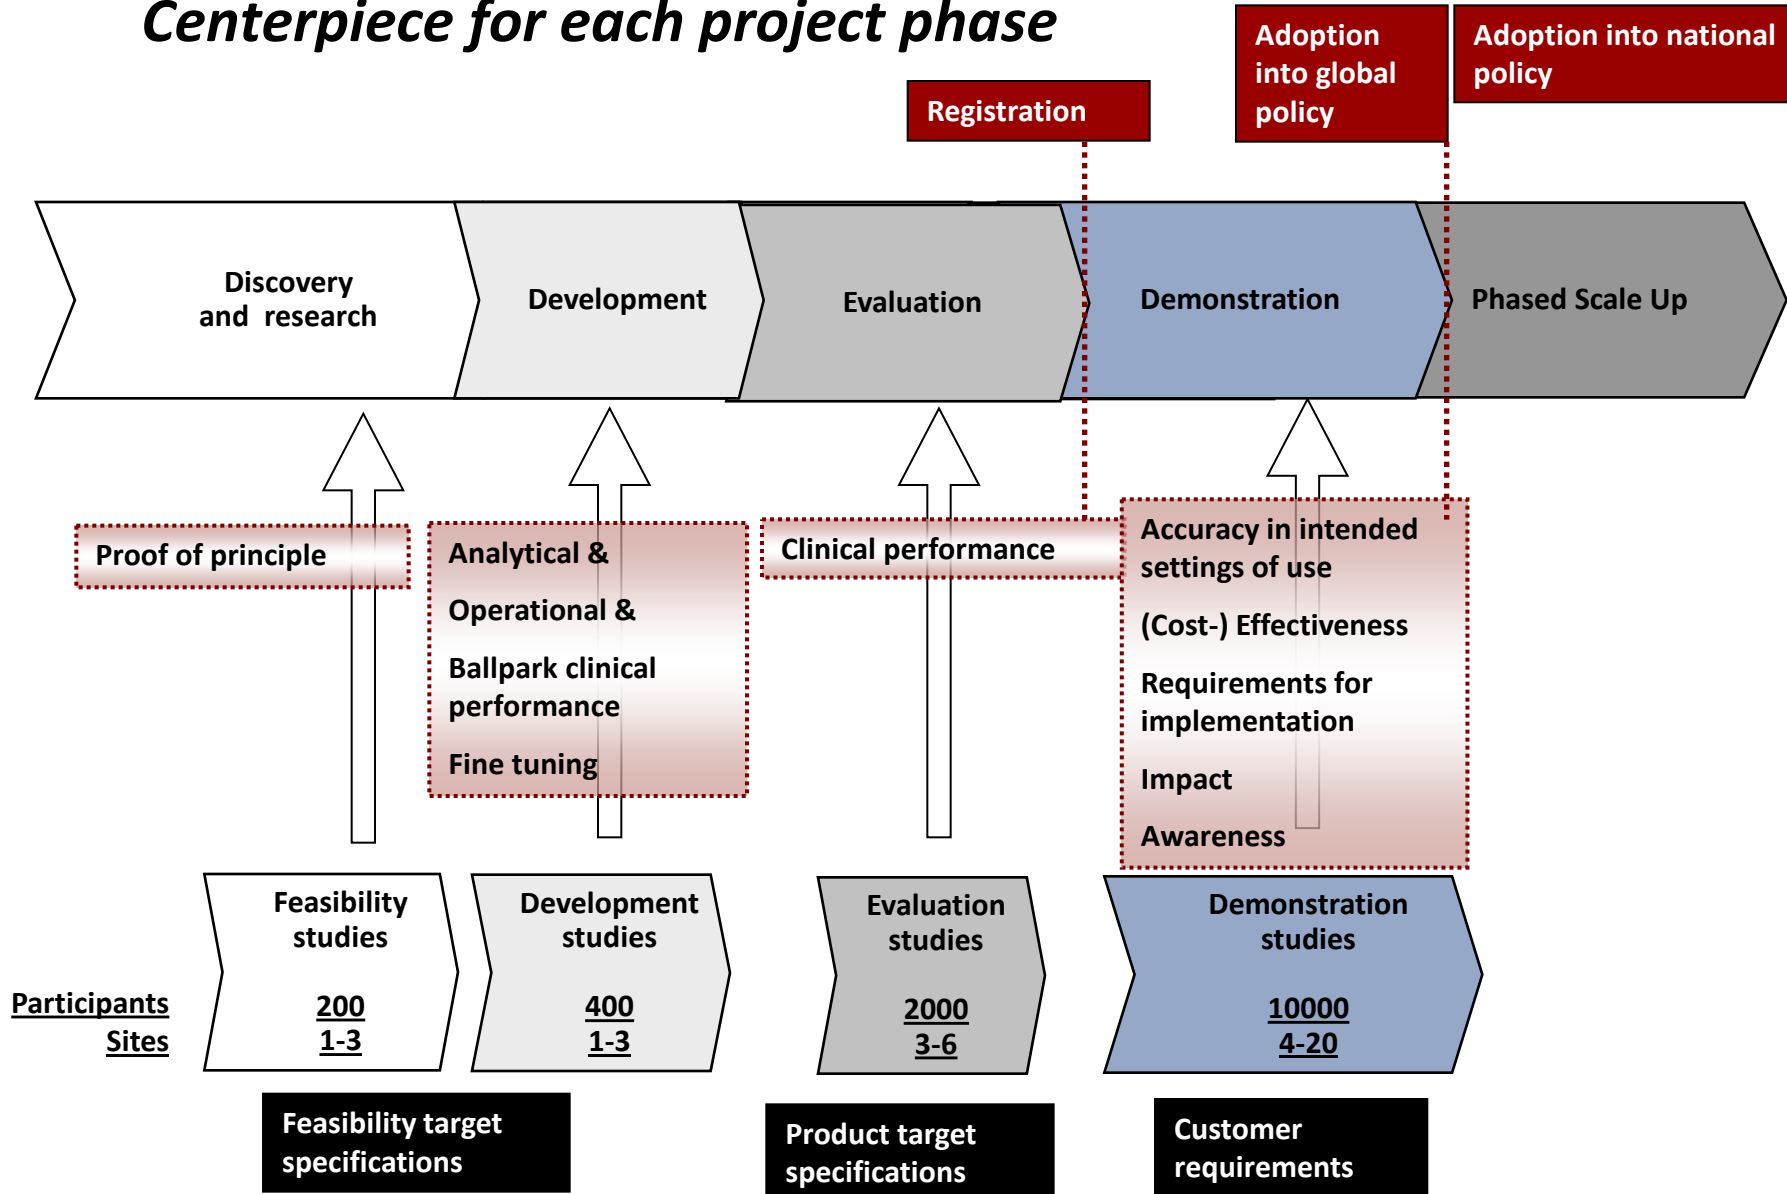 Centerpiece for each project phase
Adoption
into global
policy
Adoption into national
policy
Registration
Discovery
and research
Development
Evaluation
Demonstration
Phased Scale Up
Proof of principle
Analytical &
Operational &
Ballpark clinical
performance
Fine tuning
Clinical performance
Accuracy in intended
settings of use
(Cost-) Effectiveness
Requirements for
implementation
Impact
Awareness
Feasibility
studies
Development
studies
Evaluation
studies
Demonstration
studies
Participants
200
400
2000
10000
Sites
1-3
1-3
3-6
4-20
Feasibility target
specifications
Product target
specifications
Customer
requirements